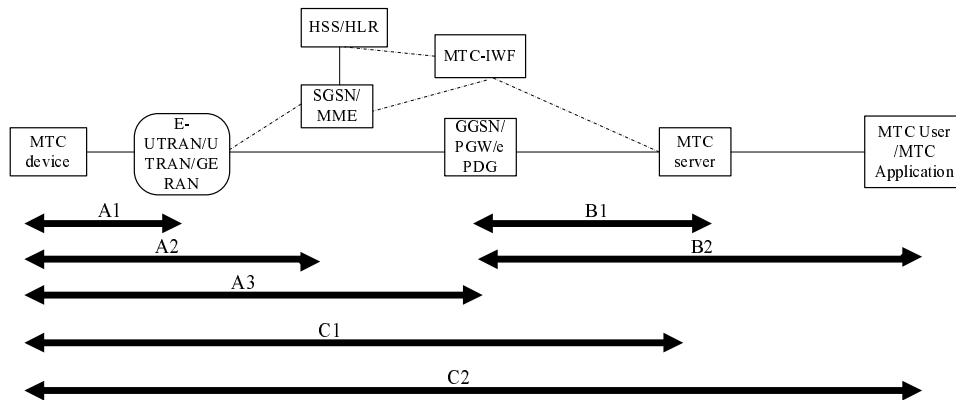 HSS/HLR
MTC-IWF
SGSN/
MME
MTC
device
E-
UTRAN/U
TRAN/GE
RAN
GGSN/
PGW/e
PDG
MTC
server
MTC User
/MTC
Application
A1
B1
A2
B2
A3
C1
C2